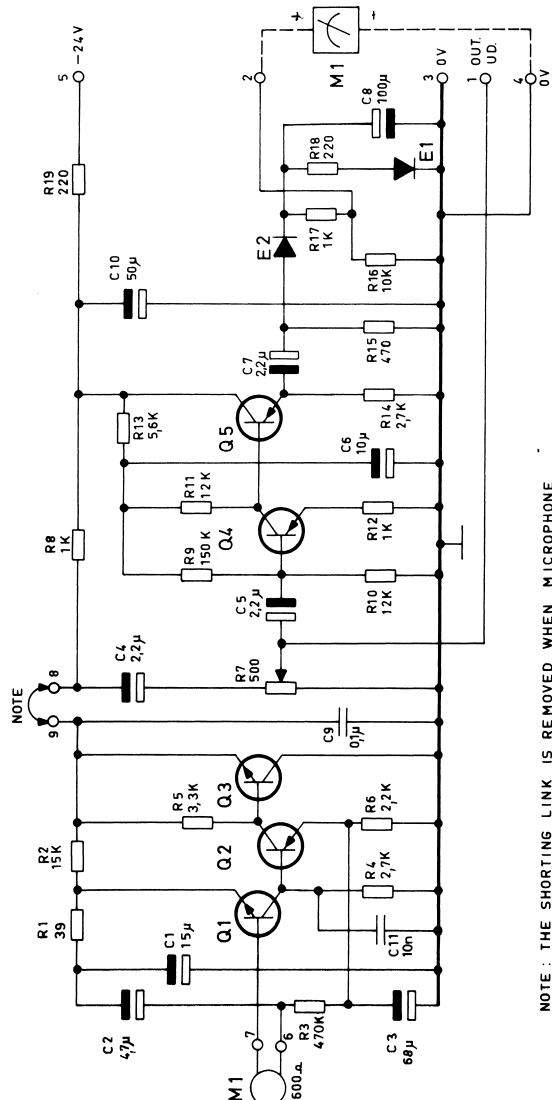 NOTE
5
-24V
R19
220
R8
1K
9
8
R1
39
R2
15K
C2
47µ
C1
15µ
R5
3,3K
C4
2,2µ
R9
150K
R11
12K
R13
5,6K
C10
50µ
2
+
-
M1
M1
600Ω
7
6
Q1
Q2
Q3
R7
500
C5
2,2µ
Q4
Q5
C7
2,2µ
E2
R17
1K
R18
220
C8
100µ
E1
R3
470K
C3
68µ
C11
10n
R4
2,7K
R6
2,2K
C9
0,1µ
R10
12K
R12
1K
C6
10µ
R14
2,7K
R15
470
R16
10K
3
0V
1
OUT.
UD.
4
0V
NOTE : THE SHORTING LINK IS REMOVED WHEN MICROPHONE